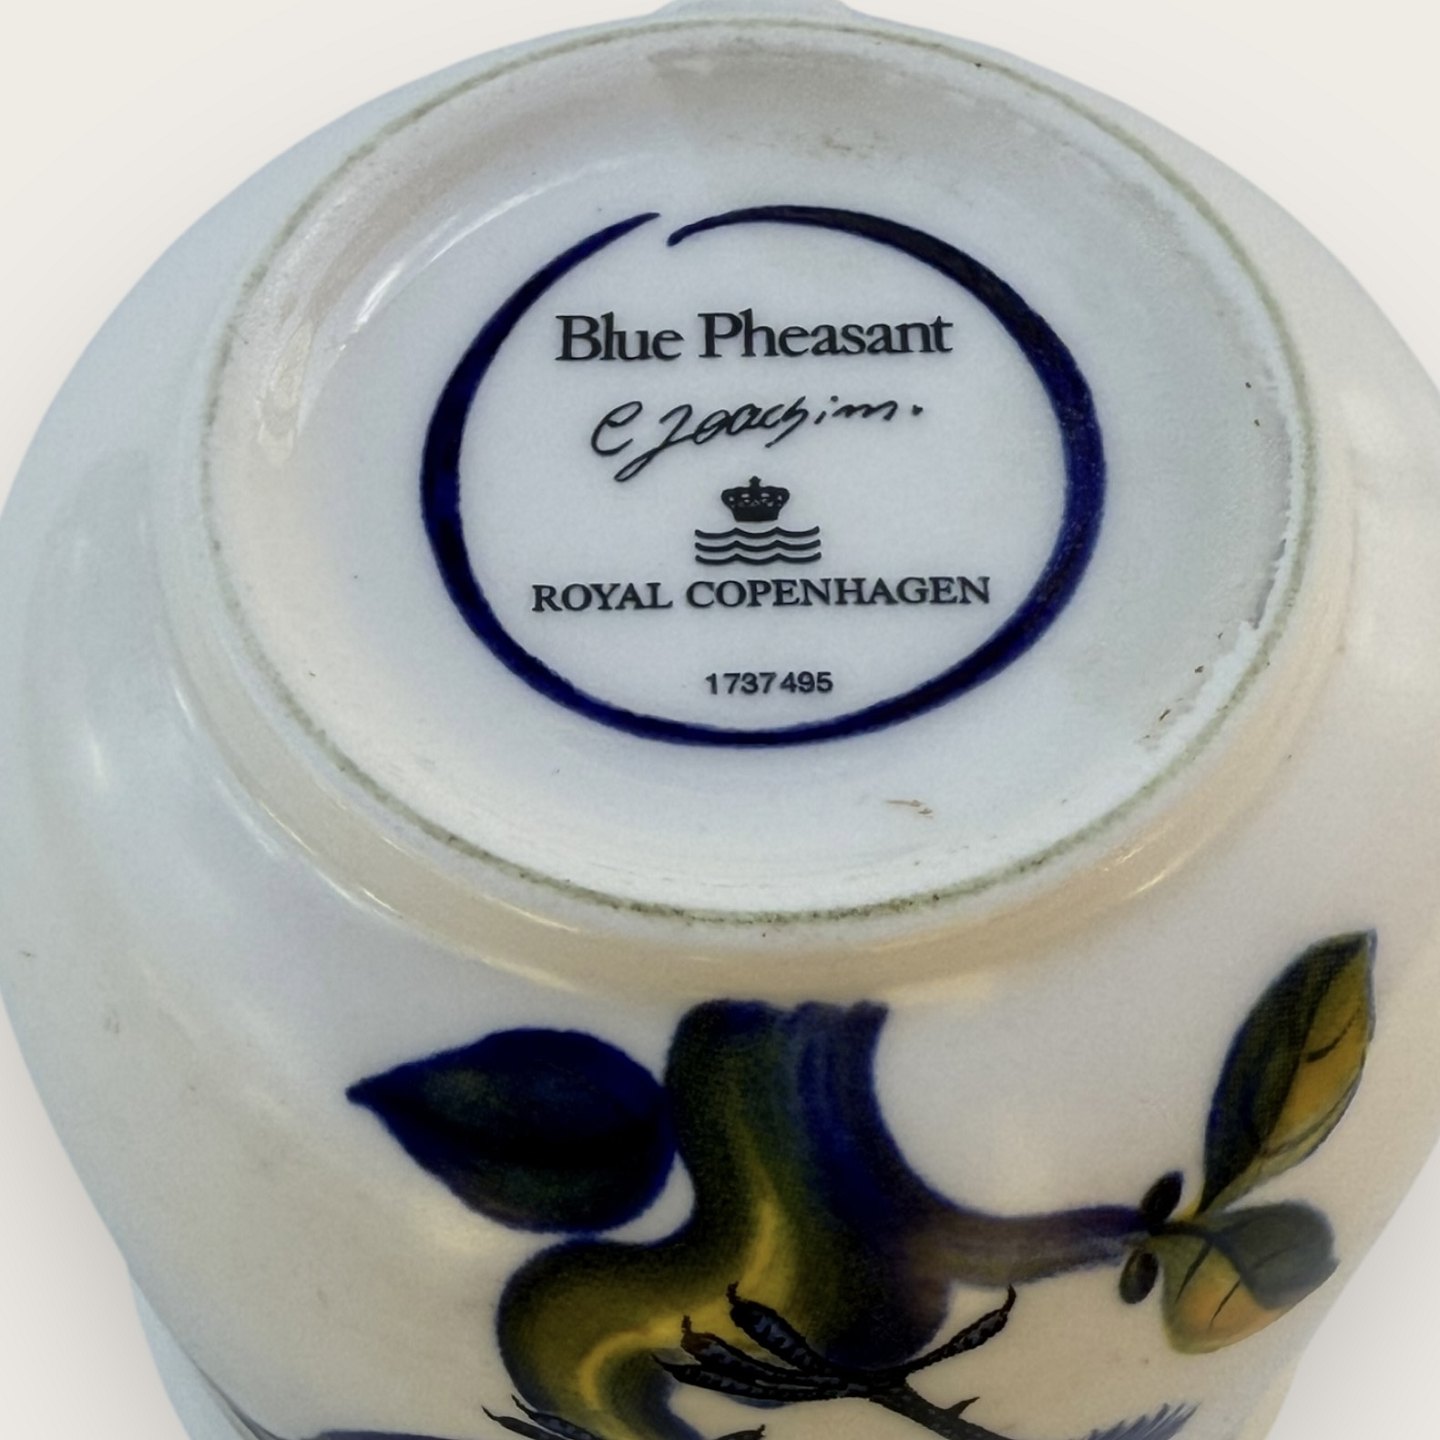 Blue Pheasant
C Joachim.
ROYAL COPENHAGEN
1737495